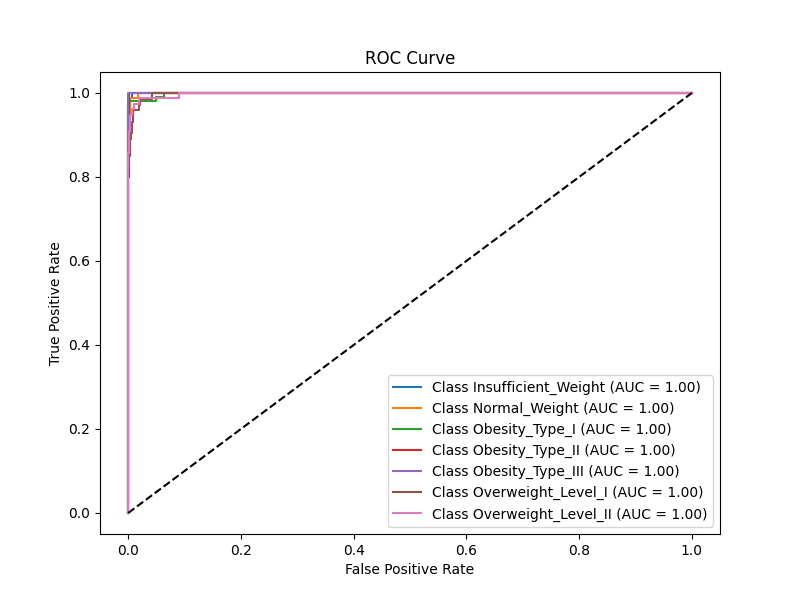 ROC Curve
True Positive Rate
1.0
0.8
0.6
0.4
0.2
0.0
Class Insufficient_Weight (AUC = 1.00)
Class Normal_Weight (AUC = 1.00)
Class Obesity_Type_I (AUC = 1.00)
Class Obesity_Type_II (AUC = 1.00)
Class Obesity_Type_III (AUC = 1.00)
Class Overweight_Level_I (AUC = 1.00)
Class Overweight_Level_II (AUC = 1.00)
0.0 0.2 0.4 0.6 0.8 1.0
False Positive Rate